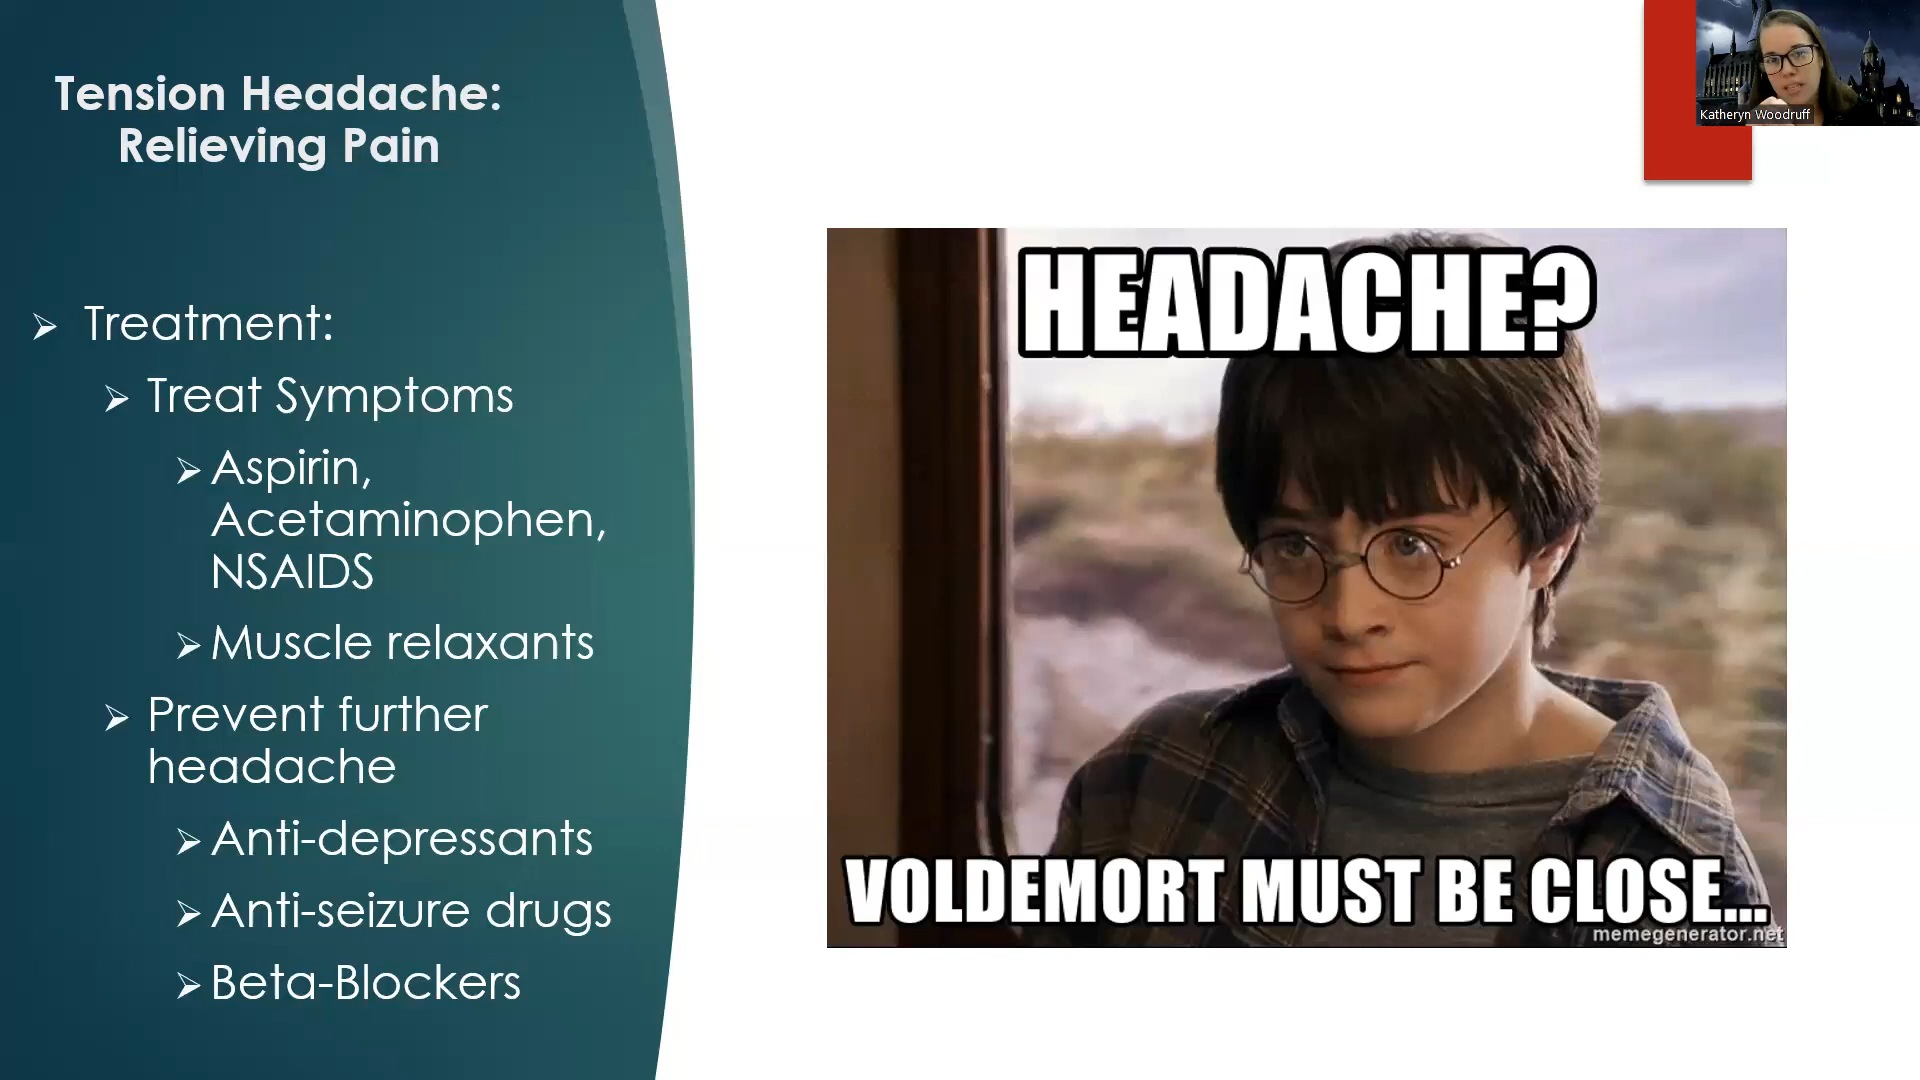 Tension Headache:
Relieving Pain
Treatment:
Treat Symptoms
Aspirin,
Acetaminophen,
NSAIDS
Muscle relaxants
Prevent further
headache
Anti-depressants
Anti-seizure drugs
Beta-Blockers
Katheryn Woodruff
HEADACHE?
VOLDEMORT MUST BE CLOSE...
memegenerator.net